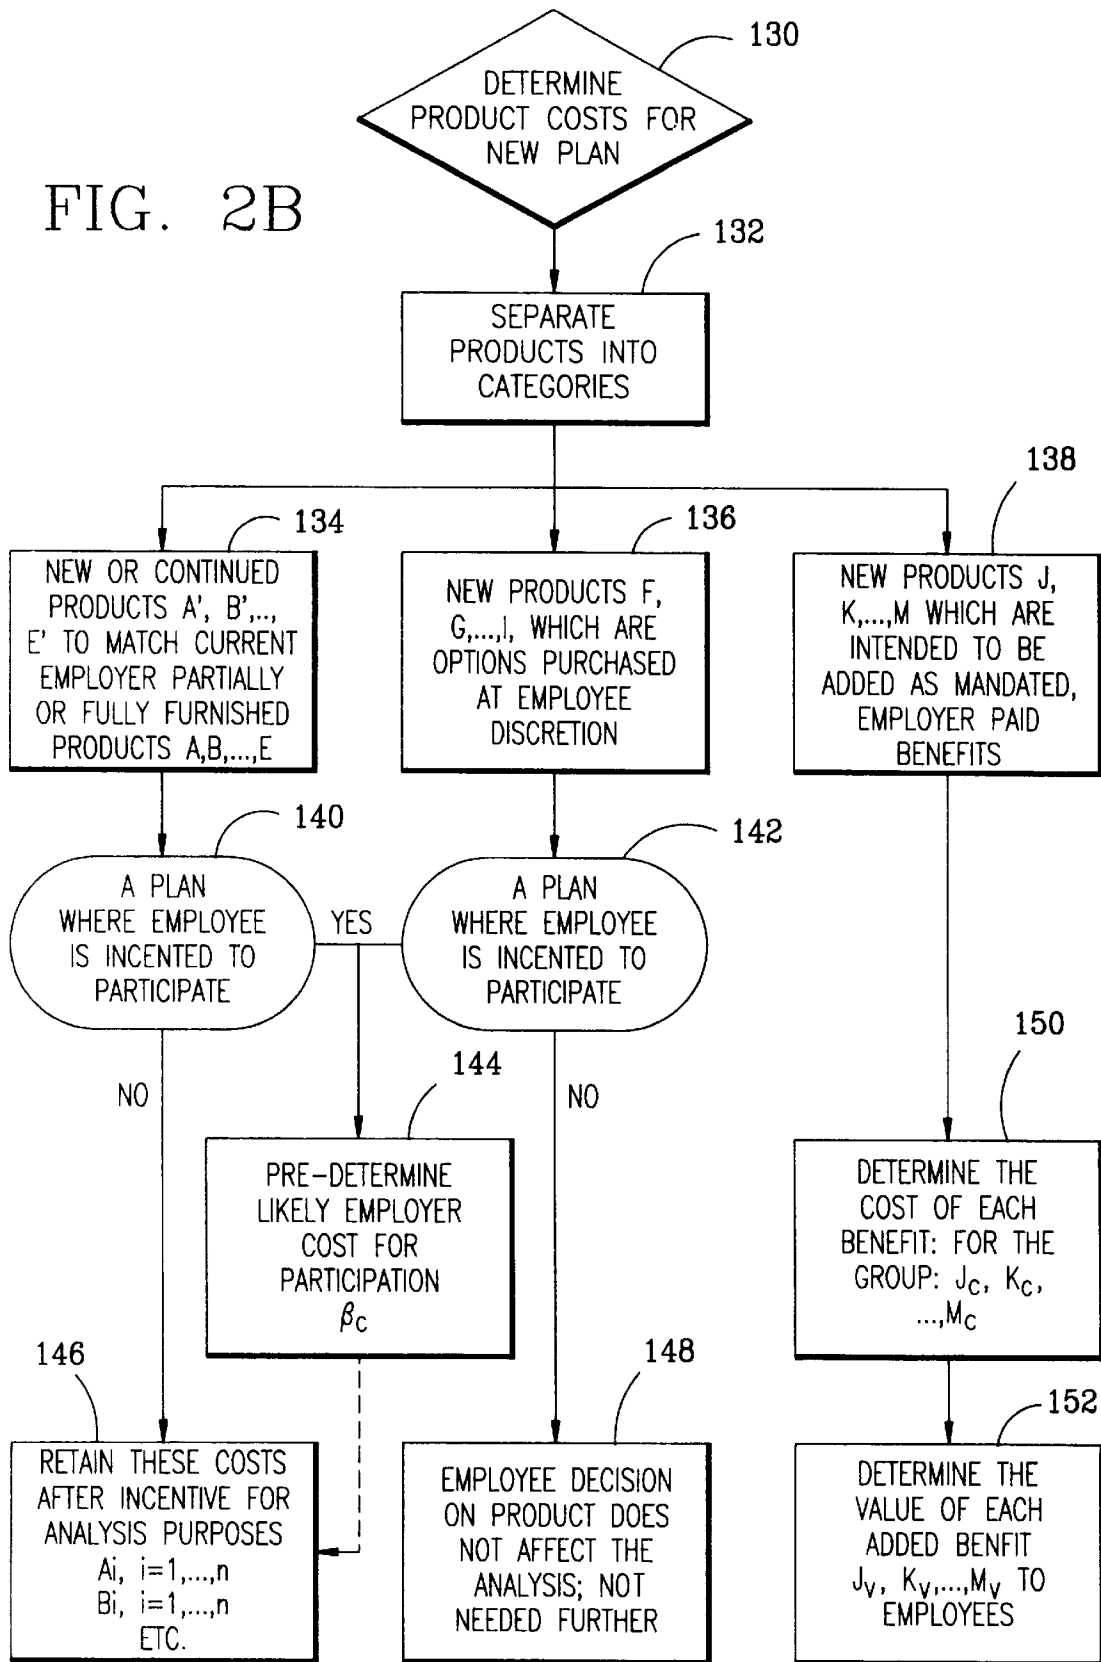 130
DETERMINE
PRODUCT COSTS FOR
NEW PLAN
FIG. 2B
132
SEPARATE
PRODUCTS INTO
CATEGORIES
134
NEW OR CONTINUED
PRODUCTS A', B',..,
E' TO MATCH CURRENT
EMPLOYER PARTIALLY
OR FULLY FURNISHED
PRODUCTS A,B,...,E
136
NEW PRODUCTS F,
G,...,I, WHICH ARE
OPTIONS PURCHASED
AT EMPLOYEE
DISCRETION
138
NEW PRODUCTS J,
K,...,M WHICH ARE
INTENDED TO BE
ADDED AS MANDATED,
EMPLOYER PAID
BENEFITS
140
A PLAN
WHERE EMPLOYEE
IS INCENTED TO
PARTICIPATE
YES
142
A PLAN
WHERE EMPLOYEE
IS INCENTED TO
PARTICIPATE
NO
144
PRE-DETERMINE
LIKELY EMPLOYER
COST FOR
PARTICIPATION
βC
NO
150
DETERMINE THE
COST OF EACH
BENEFIT: FOR THE
GROUP: JC, KC,
...,MC
146
RETAIN THESE COSTS
AFTER INCENTIVE FOR
ANALYSIS PURPOSES
Ai, i=1,...,n
Bi, i=1,...,n
ETC.
148
EMPLOYEE DECISION
ON PRODUCT DOES
NOT AFFECT THE
ANALYSIS; NOT
NEEDED FURTHER
152
DETERMINE THE
VALUE OF EACH
ADDED BENFIT
JV, KV,...,MV TO
EMPLOYEES